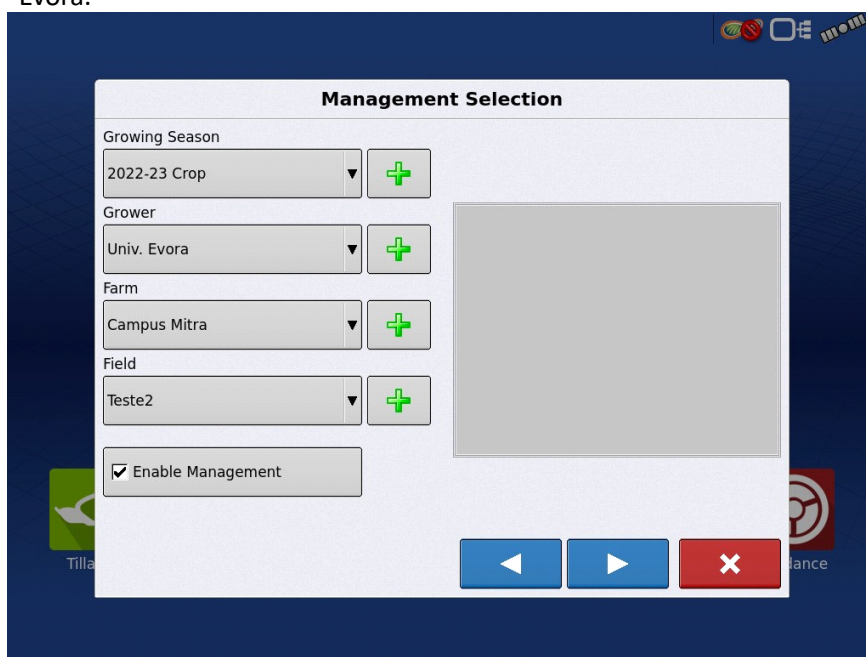 Evora.
Management Selection
Growing Season
2022-23 Crop
Grower
Univ. Evora
Farm
Campus Mitra
Field
Teste2
Enable Management
Tilla
dance